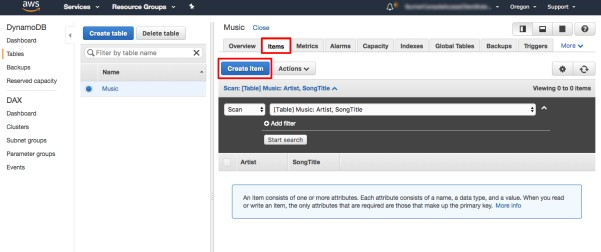 aws
Services
Resource Groups
Oregon
Support
DynamoDB
Dashboard
Tables
Backups
Reserved capacity
DAX
Dashboard
Clusters
Subnet groups
Parameter groups
Events
Create table
Delete table
Filter by table name
Name
Music
Music Close
Overview
Items
Metrics
Alarms
Capacity
Indexes
Global Tables
Backups
Triggers
More
Create item
Actions
Scan: [Table] Music: Artist, SongTitle
Viewing 0 to 0 items
Scan
[Table] Music: Artist, SongTitle
Add filter
Start search
Artist
SongTitle
An item consists of one or more attributes. Each attribute consists of a name, a data type, and a value. When you read
or write an item, the only attributes that are required are those that make up the primary key. More info